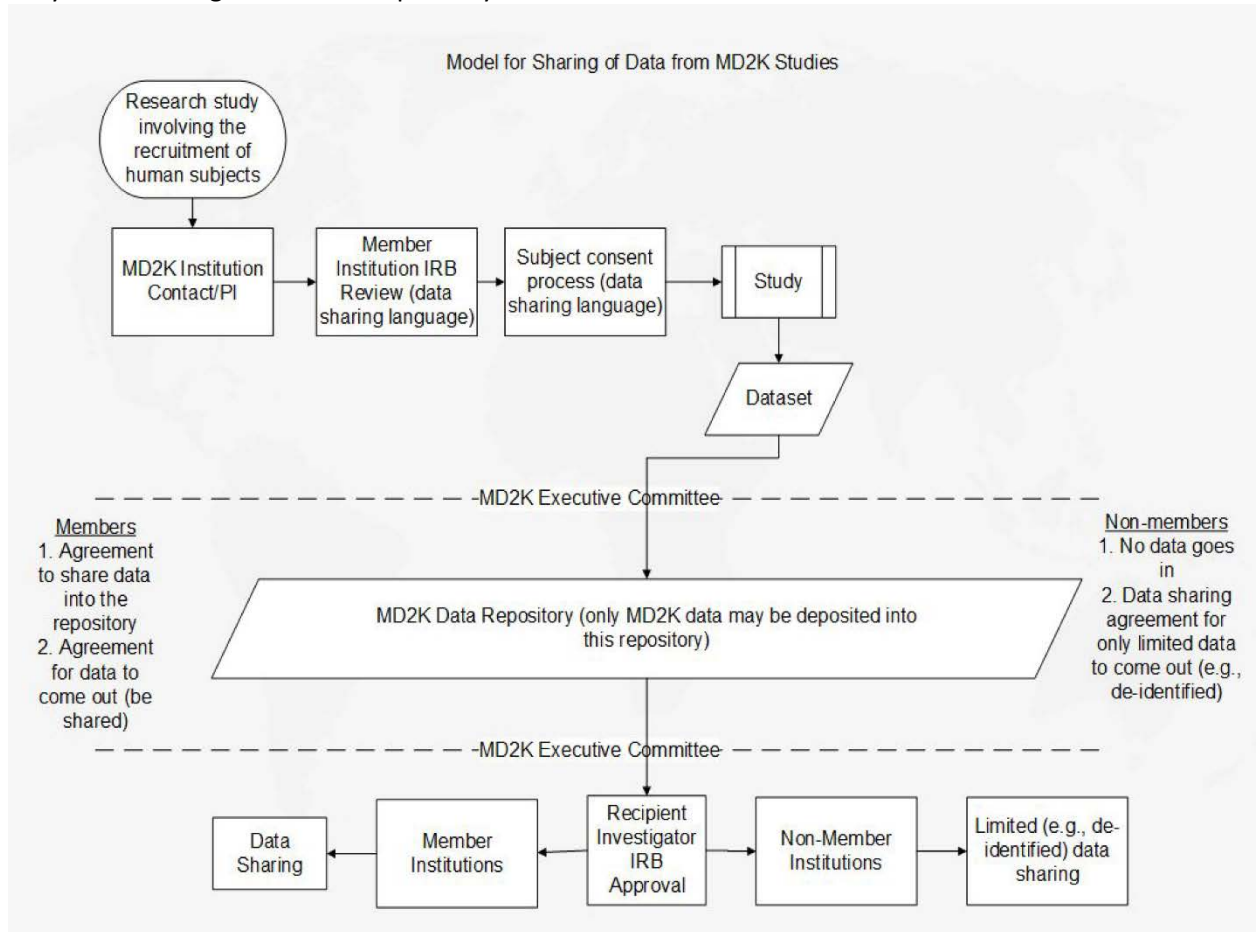 Model for Sharing of Data from MD2K Studies
Research study
involving the
recruitment of
human subjects
MD2K Institution
Contact/PI
Member
Institution IRB
Review (data
sharing language)
Subject consent
process (data
sharing language)
Study
Dataset
MD2K Executive Committee
Members
1. Agreement
to share data
into the
repository
2. Agreement
for data to
come out (be
shared)
MD2K Data Repository (only MD2K data may be deposited into
this repository)
Non-members
1. No data goes
in
2. Data sharing
agreement for
only limited data
to come out (e.g.,
de-identified)
MD2K Executive Committee
Data
Sharing
Member
Institutions
Recipient
Investigator
IRB
Approval
Non-Member
Institutions
Limited (e.g., de-
identified) data
sharing